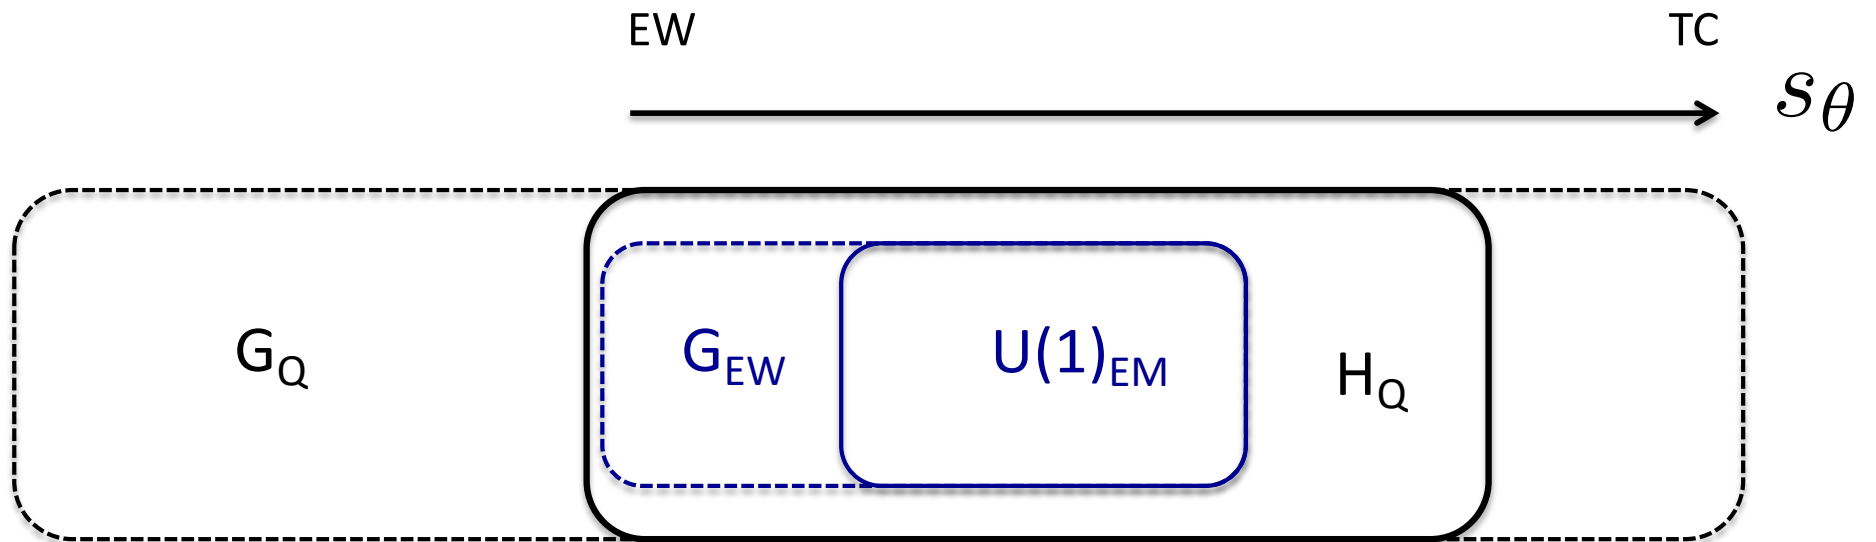 EW TC
s_θ
G_Q G_EW U(1)_EM H_Q